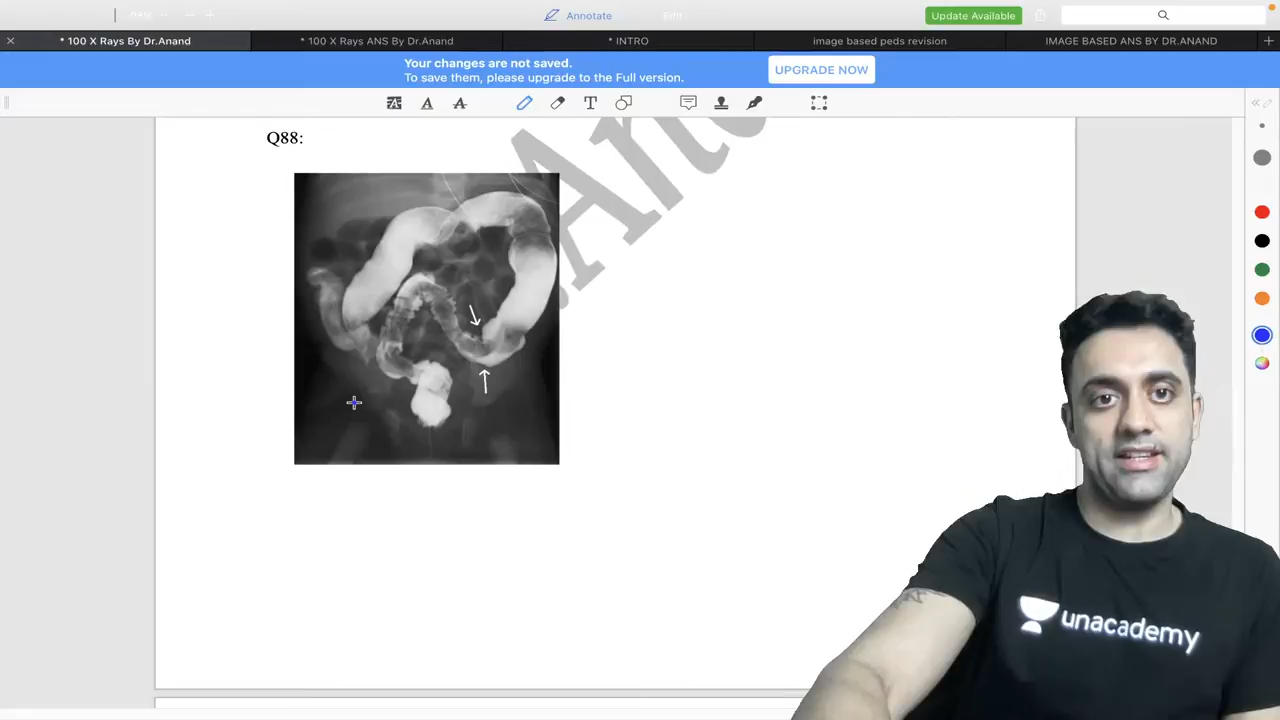 Annotate
Edit
Update Available
* 100 X Rays By Dr.Anand
* 100 X Rays ANS By Dr.Anand
* INTRO
image based peds revision
IMAGE BASED ANS BY DR.ANAND
Your changes are not saved.
To save them, please upgrade to the Full version.
UPGRADE NOW
A
A
A
T
Q88:
unacademy